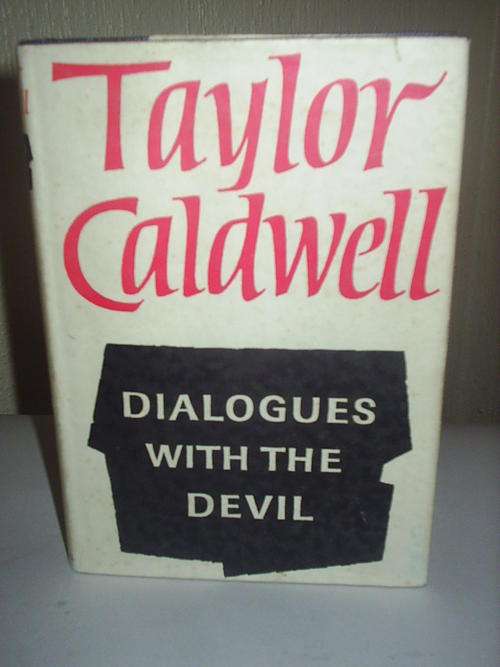 Taylor
Caldwell
DIALOGUES
WITH THE
DEVIL